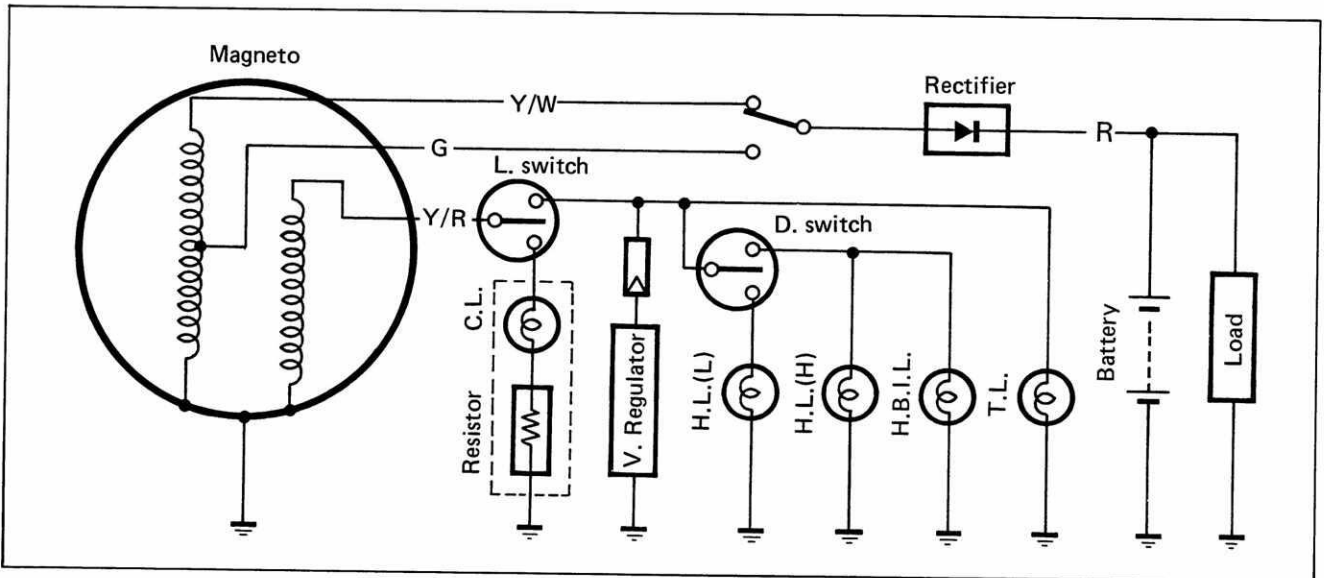 Magneto
Rectifier
Y/W
R
G
L. switch
Y/R
D. switch
C.L.
Resistor
V. Regulator
H.L.(L)
H.L.(H)
H.B.I.L.
T.L.
Battery
Load